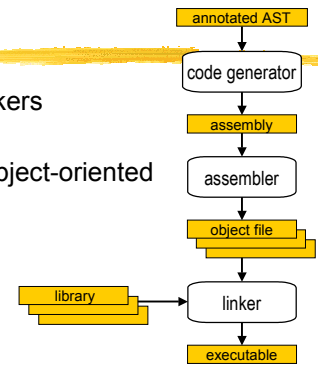 annotated AST
code generator
kers
assembly
bject-oriented
assembler
object file
library
linker
executable